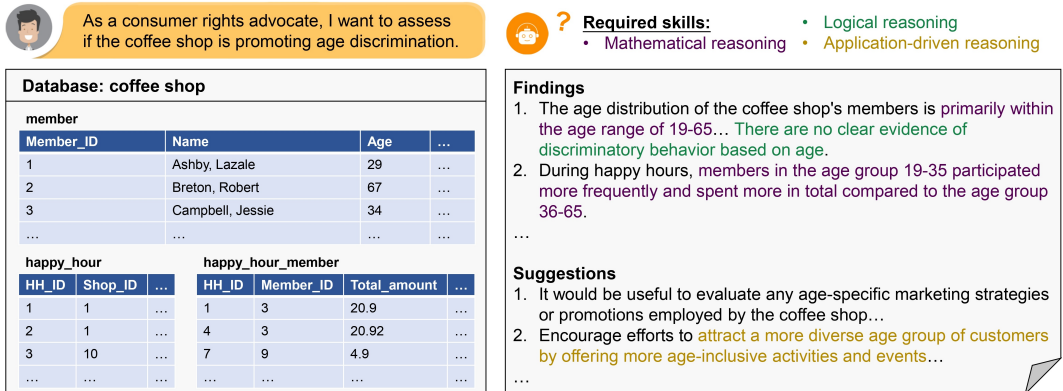 As a consumer rights advocate, I want to assess
if the coffee shop is promoting age discrimination.
?
Required skills:
• Mathematical reasoning
• Logical reasoning
• Application-driven reasoning
Database: coffee shop
member
Member_ID Name Age …
1 Ashby, Lazale 29 …
2 Breton, Robert 67 …
3 Campbell, Jessie 34 …
… … … …
happy_hour
HH_ID Shop_ID …
1 1 …
2 1 …
3 10 …
… … …
happy_hour_member
HH_ID Member_ID Total_amount …
1 3 20.9 …
4 3 20.92 …
7 9 4.9 …
… … … …
Findings
1. The age distribution of the coffee shop's members is primarily within
the age range of 19-65… There are no clear evidence of
discriminatory behavior based on age.
2. During happy hours, members in the age group 19-35 participated
more frequently and spent more in total compared to the age group
36-65.
…
Suggestions
1. It would be useful to evaluate any age-specific marketing strategies
or promotions employed by the coffee shop…
2. Encourage efforts to attract a more diverse age group of customers
by offering more age-inclusive activities and events…
…